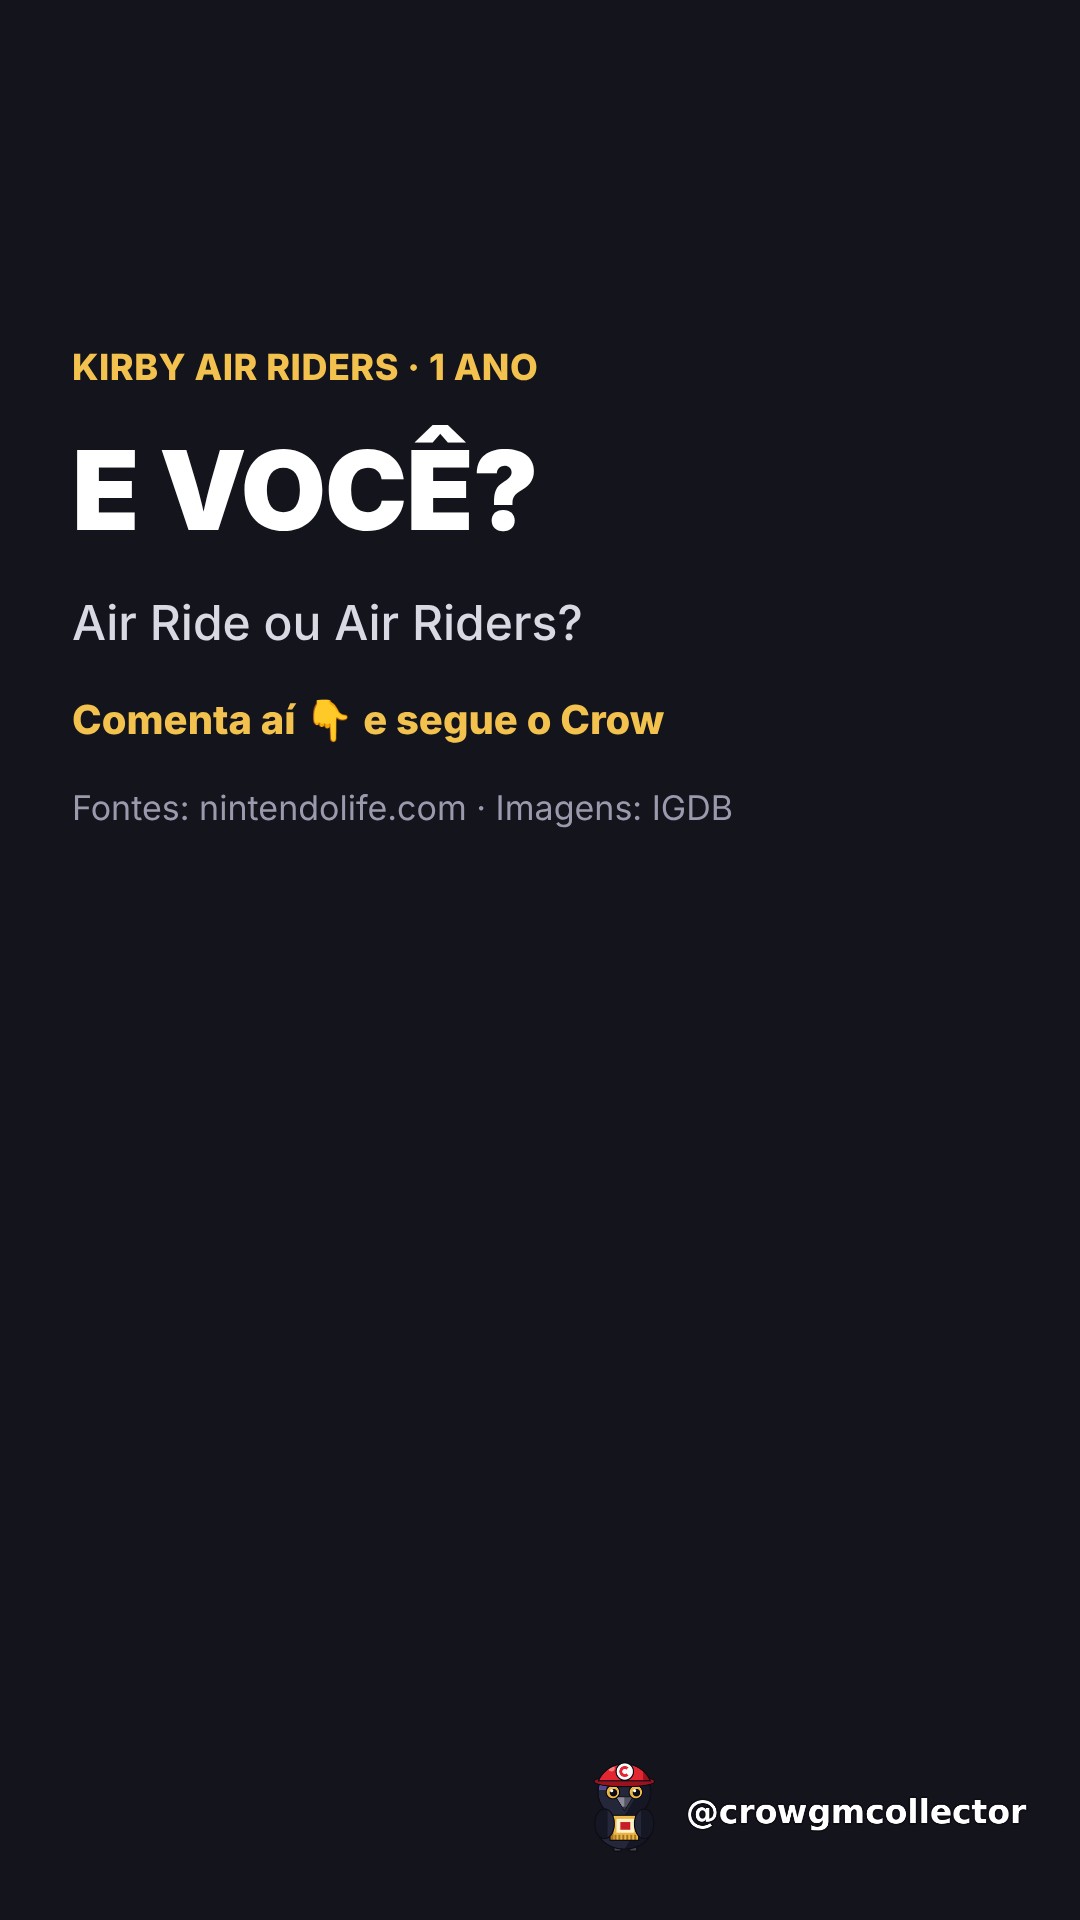 KIRBY AIR RIDERS · 1 ANO
E VOCÊ?
Air Ride ou Air Riders?
Comenta aí 👇 e segue o Crow
Fontes: nintendolife.com · Imagens: IGDB
C
@crowgmcollector